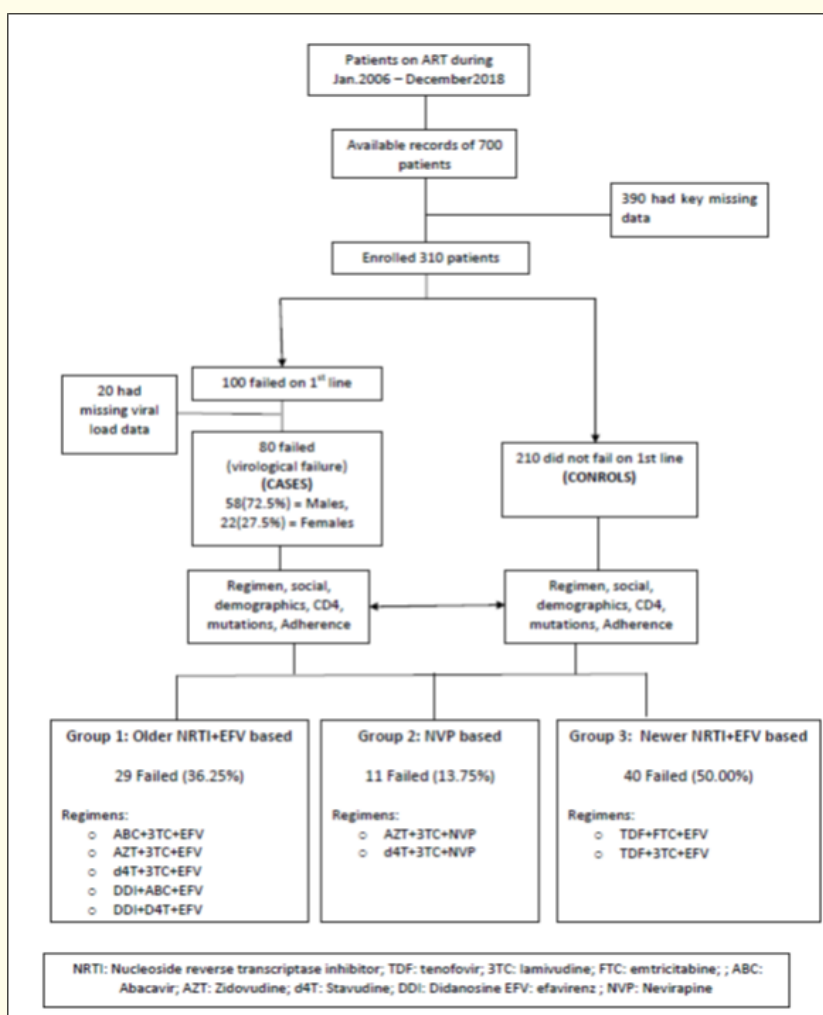 Patients on ART during
Jan.2006 – December2018
Available records of 700
patients
390 had key missing
data
Enrolled 310 patients
100 failed on 1st line
20 had
missing viral
load data
80 failed
(virological failure)
(CASES)
58(72.5%) = Males,
22(27.5%) = Females
210 did not fail on 1st line
(CONROLS)
Regimen, social,
demographics, CD4,
mutations, Adherence
Regimen, social,
demographics, CD4,
mutations, Adherence
Group 1: Older NRTI+EFV based
29 Failed (36.25%)
Regimens:
o ABC+3TC+EFV
o AZT+3TC+EFV
o d4T+3TC+EFV
o DDI+ABC+EFV
o DDI+D4T+EFV
Group 2: NVP based
11 Failed (13.75%)
Regimens:
o AZT+3TC+NVP
o d4T+3TC+NVP
Group 3: Newer NRTI+EFV based
40 Failed (50.00%)
Regimens:
o TDF+FTC+EFV
o TDF+3TC+EFV
NRTI: Nucleoside reverse transcriptase inhibitor; TDF: tenofovir; 3TC: lamivudine; FTC: emtricitabine; ; ABC:
Abacavir; AZT: Zidovudine; d4T: Stavudine; DDI: Didanosine EFV: efavirenz ; NVP: Nevirapine